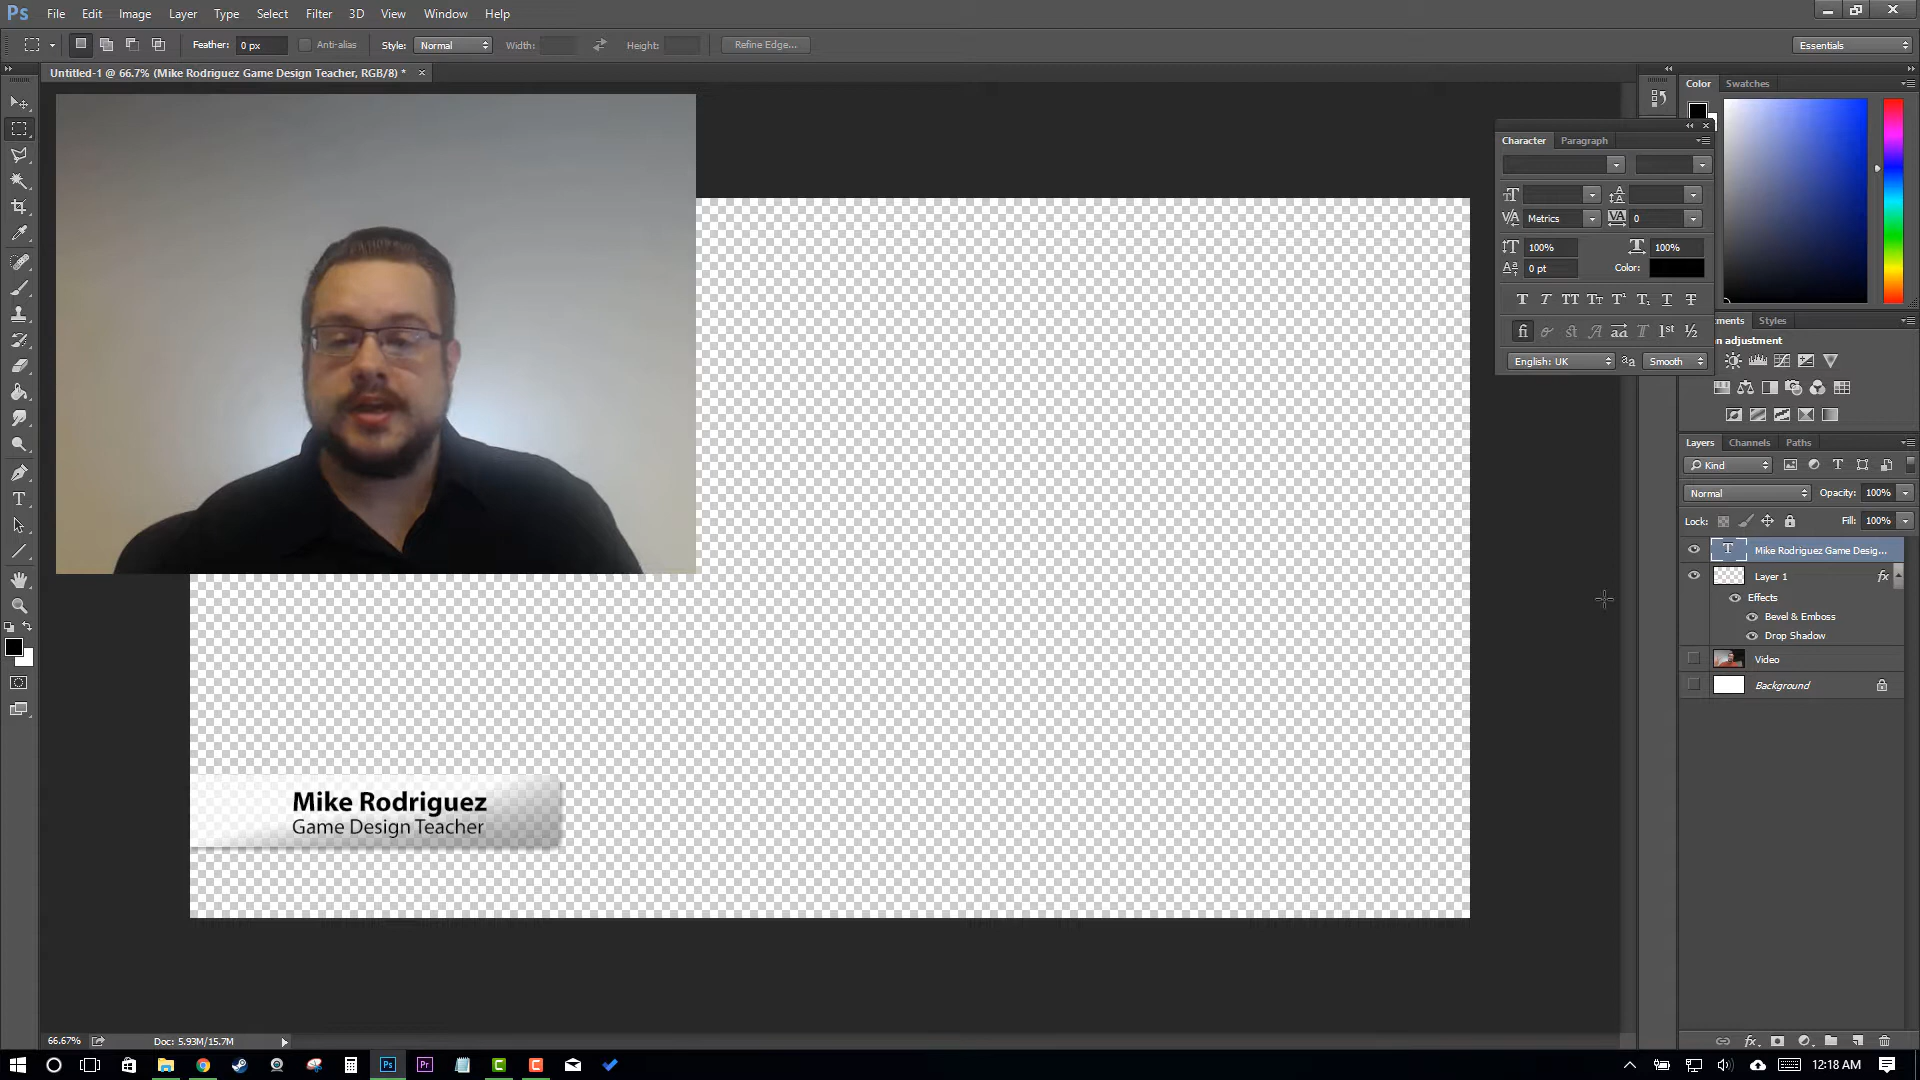 Ps File Edit Image Layer Type Select Filter 3D View Window Help
Feather: 0 px Anti-alias Style: Normal Width: Height: Refine Edge... Essentials
Untitled-1 @ 66.7% (Mike Rodriguez Game Design Teacher, RGB/8) * ×
Color Swatches
Character Paragraph
Metrics 0
100% 100%
0 pt Color:
English: UK Smooth
ments Styles
n adjustment
Layers Channels Paths
Kind
Normal Opacity: 100%
Lock: Fill: 100%
Mike Rodriguez Game Desig...
Layer 1 fx
Effects
Bevel & Emboss
Drop Shadow
Video
Background
Mike Rodriguez
Game Design Teacher
66.67% Doc: 5.93M/15.7M
12:18 AM